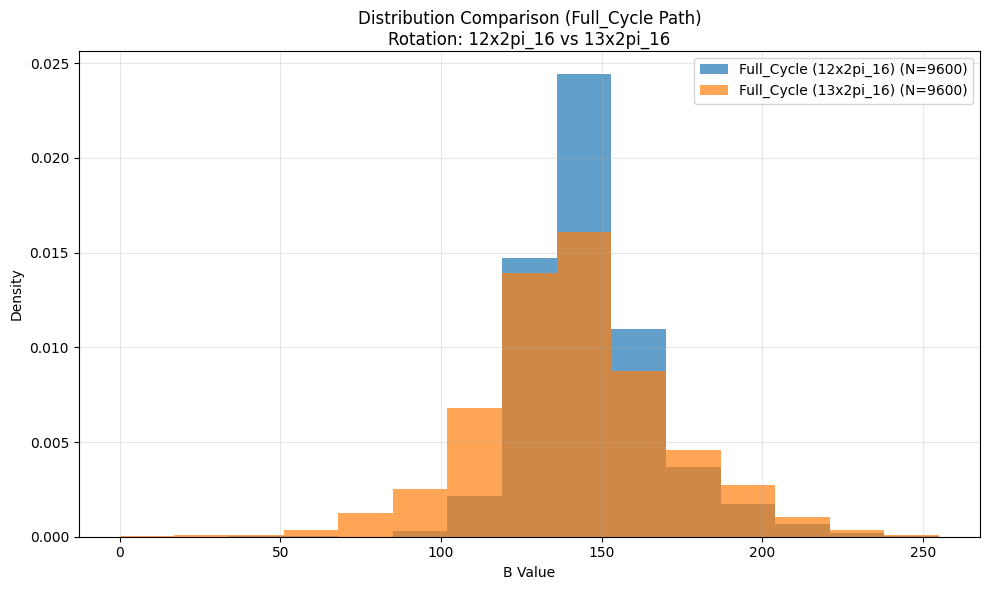 Distribution Comparison (Full_Cycle Path)
Rotation: 12x2pi_16 vs 13x2pi_16
Full_Cycle (12x2pi_16) (N=9600)
Full_Cycle (13x2pi_16) (N=9600)
Density
0.025
0.020
0.015
0.010
0.005
0.000
0 50 100 150 200 250
B Value